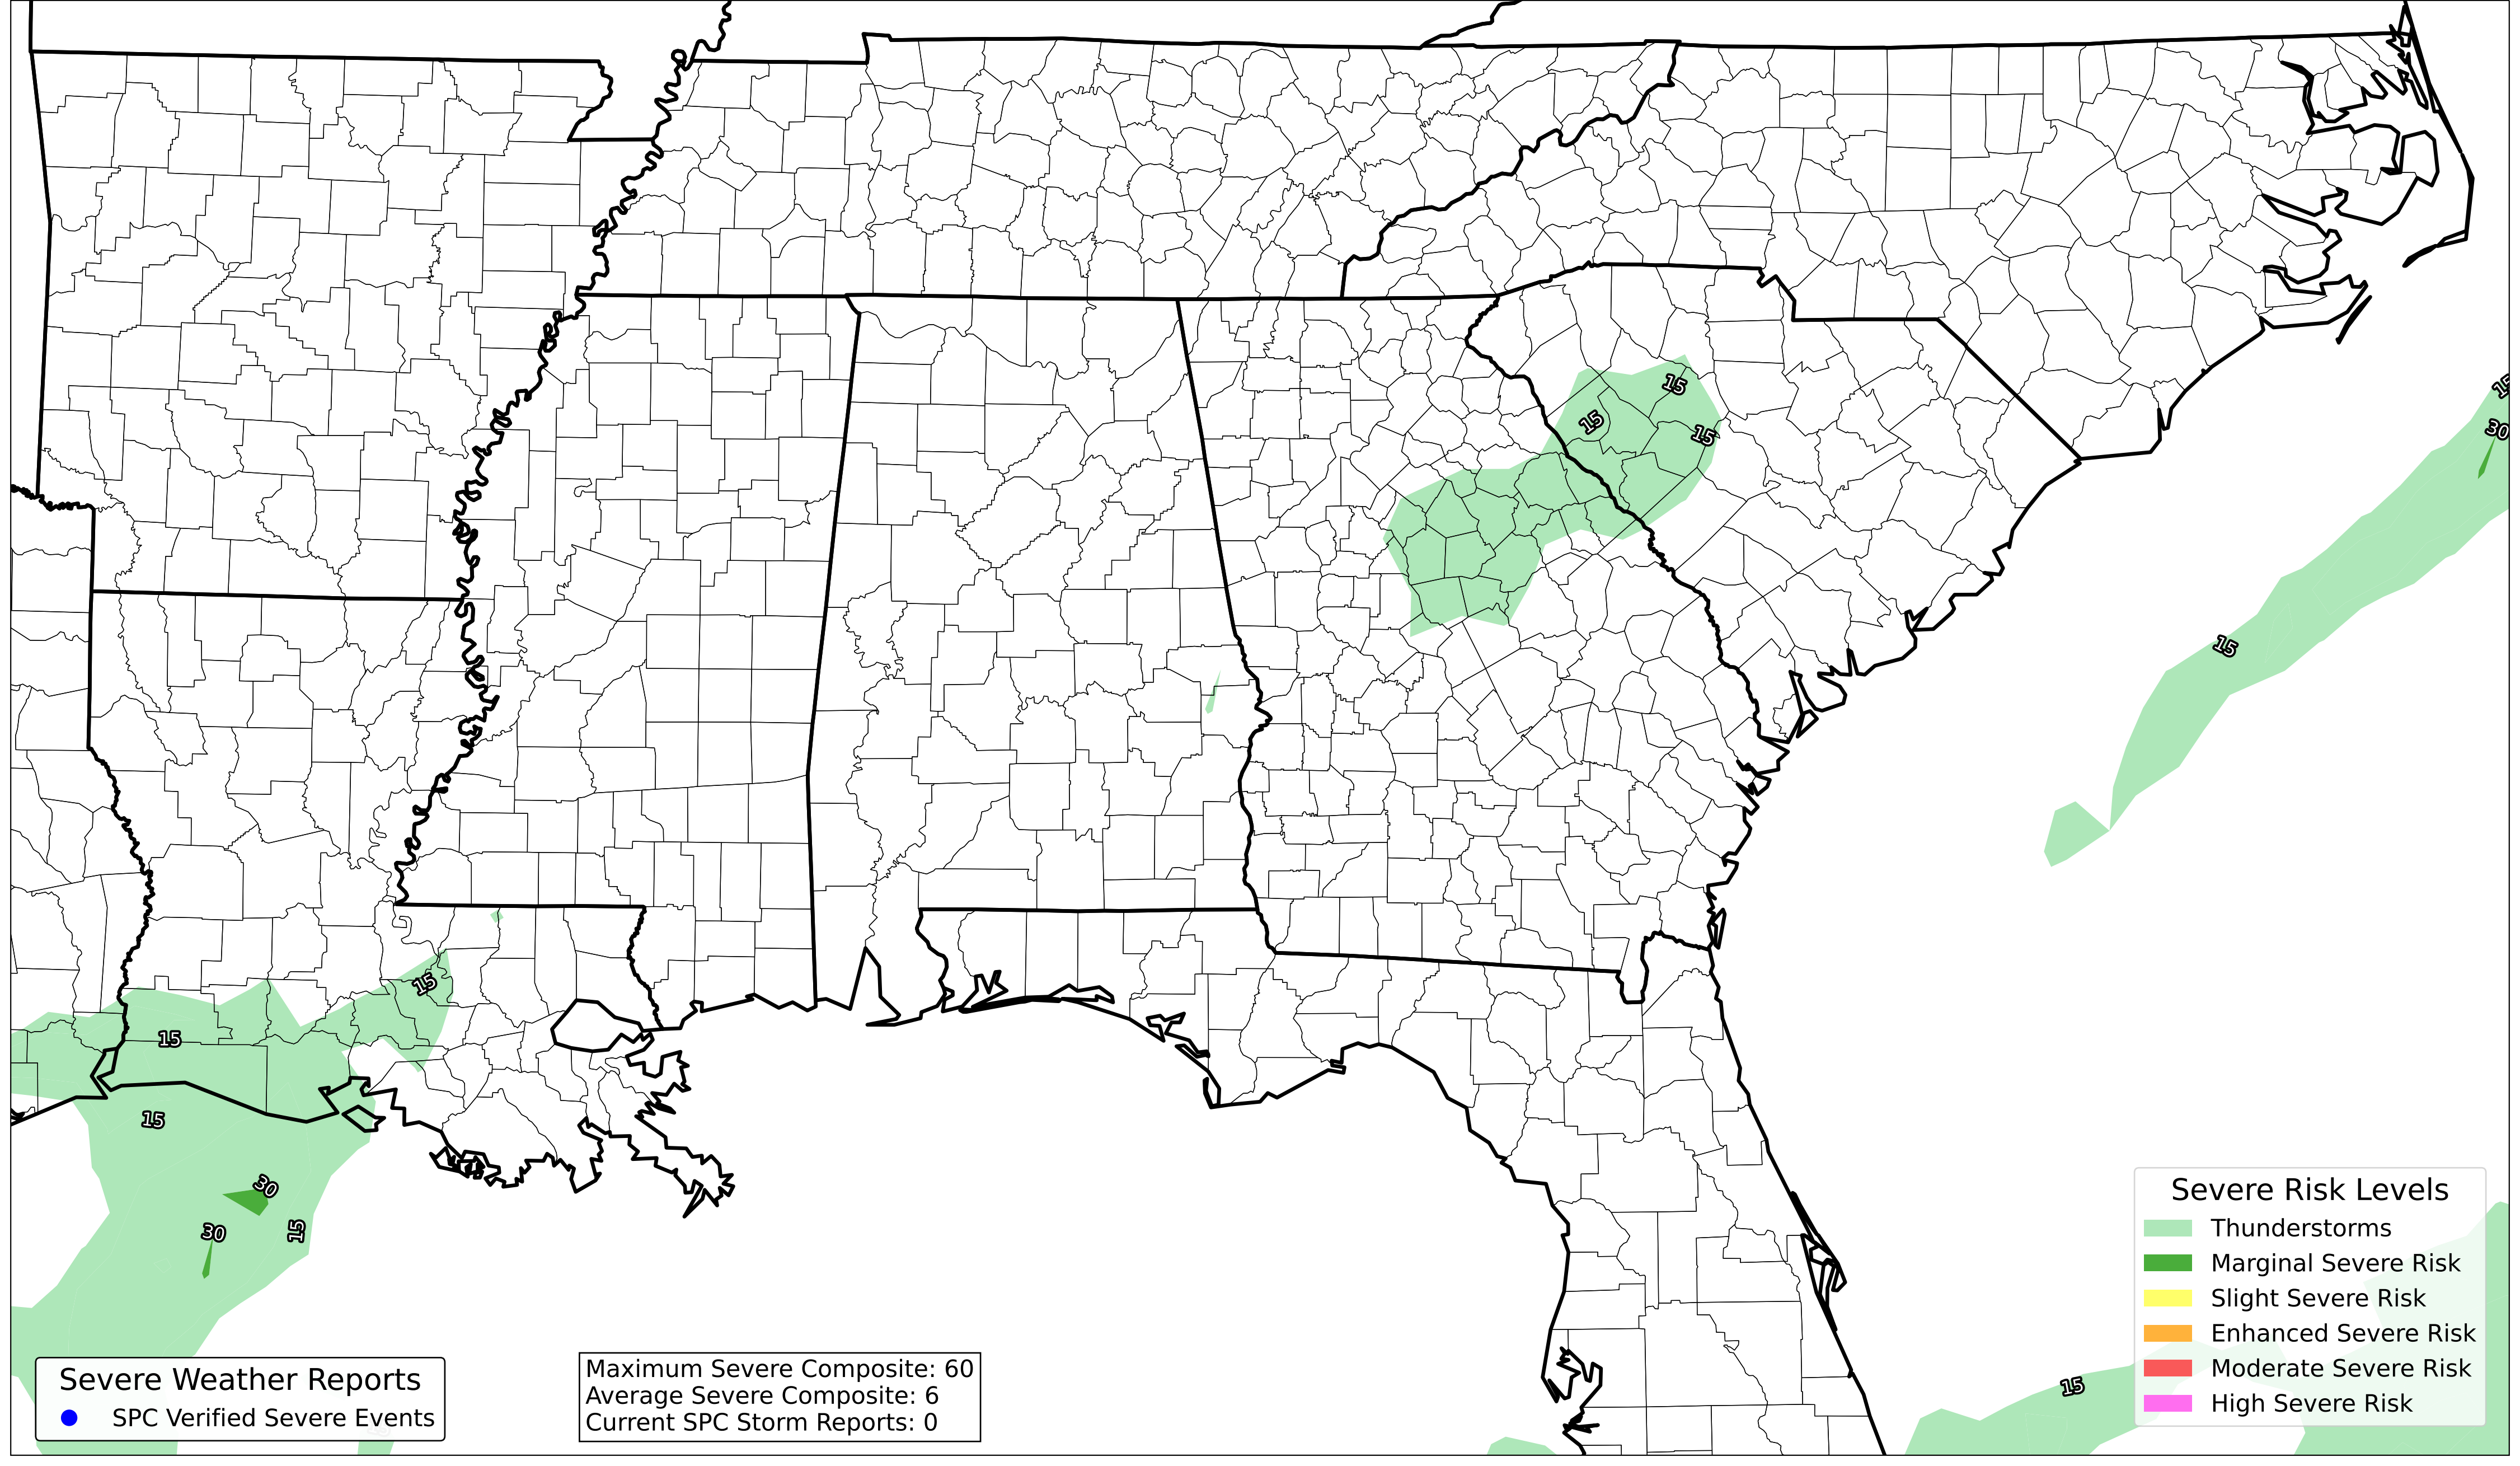 15
15
15
15
30
15
15
15
15
30
30
15
15
Severe Risk Levels
Thunderstorms
Marginal Severe Risk
Slight Severe Risk
Enhanced Severe Risk
Moderate Severe Risk
High Severe Risk
Severe Weather Reports
SPC Verified Severe Events
Maximum Severe Composite: 60
Average Severe Composite: 6
Current SPC Storm Reports: 0